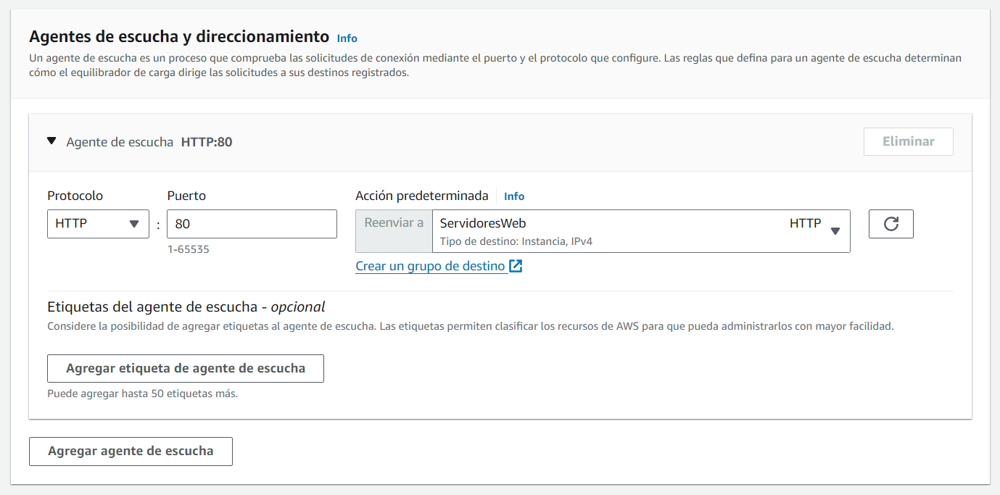 Agentes de escucha y direccionamiento Info
Un agente de escucha es un proceso que comprueba las solicitudes de conexión mediante el puerto y el protocolo que configure. Las reglas que defina para un agente de escucha determinan
cómo el equilibrador de carga dirige las solicitudes a sus destinos registrados.
Agente de escucha HTTP:80
Eliminar
Protocolo
Puerto
Acción predeterminada
Info
HTTP
:
80
Reenviar a
ServidoresWeb
HTTP
Tipo de destino: Instancia, IPv4
1-65535
Crear un grupo de destino
Etiquetas del agente de escucha - opcional
Considere la posibilidad de agregar etiquetas al agente de escucha. Las etiquetas permiten clasificar los recursos de AWS para que pueda administrarlos con mayor facilidad.
Agregar etiqueta de agente de escucha
Puede agregar hasta 50 etiquetas más.
Agregar agente de escucha